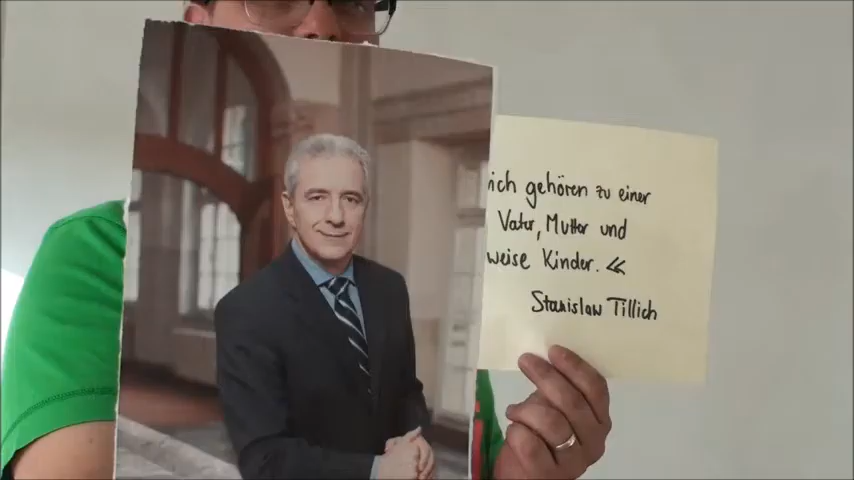 ich gehören zu einer
Vater, Mutter und
weise Kinder. «
Stanislaw Tillich